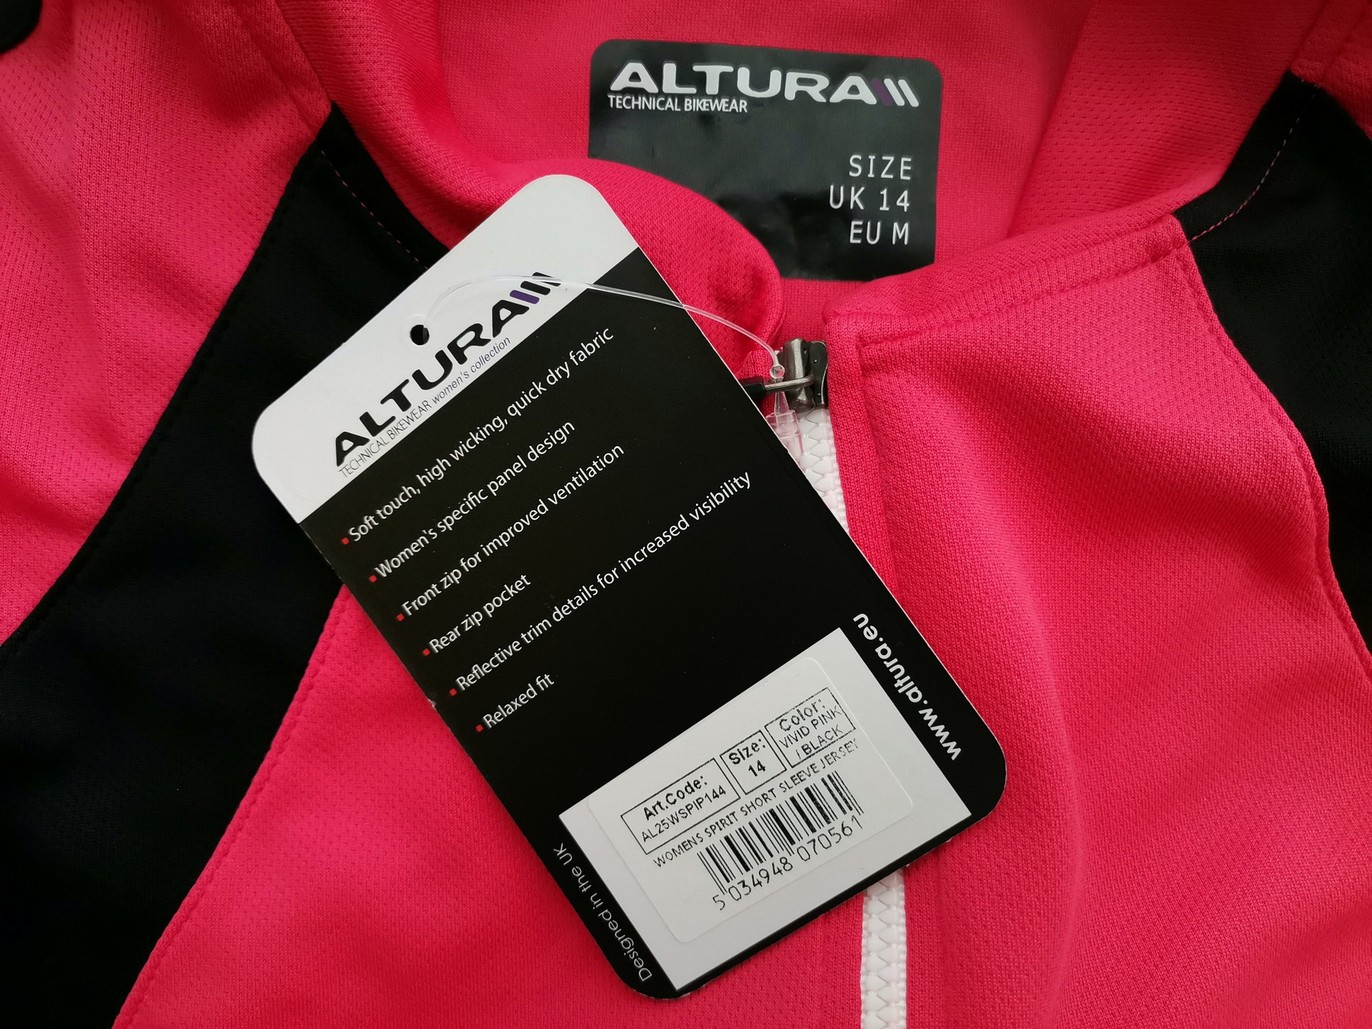 ALTURA
TECHNICAL BIKEWEAR
SIZE
UK 14
EU M
ALTURA
TECHNICAL BIKEWEAR women's collection
Soft touch, high wicking, quick dry fabric
Women's specific panel design
Front zip for improved ventilation
Rear zip pocket
Reflective trim details for increased visibility
Relaxed fit
www.altura.eu
Art.Code:
AL25WSPIP144
Size:
14
Color:
VIVID PINK
/ BLACK
WOMENS SPIRIT SHORT SLEEVE JERSEY
5 034948 070561
Designed in the UK